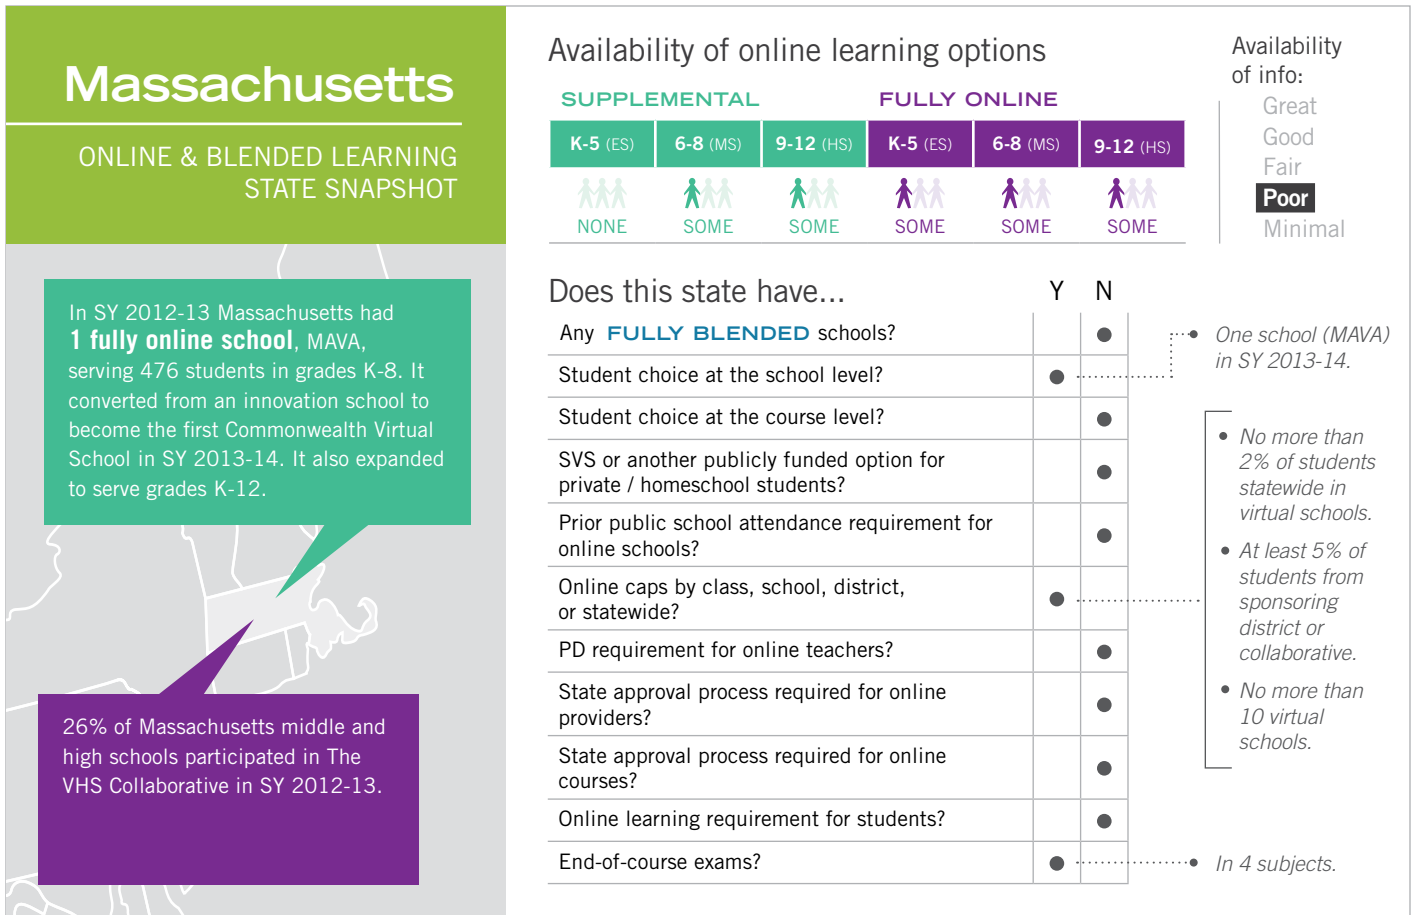 Massachusetts
ONLINE & BLENDED LEARNING
STATE SNAPSHOT
In SY 2012-13 Massachusetts had
1 fully online school, MAVA,
serving 476 students in grades K-8. It
converted from an innovation school to
become the first Commonwealth Virtual
School in SY 2013-14. It also expanded
to serve grades K-12.
26% of Massachusetts middle and
high schools participated in The
VHS Collaborative in SY 2012-13.
Availability of online learning options
SUPPLEMENTAL FULLY ONLINE
K-5 (ES) 6-8 (MS) 9-12 (HS) K-5 (ES) 6-8 (MS) 9-12 (HS)
NONE SOME SOME SOME SOME SOME
Availability
of info:
Great
Good
Fair
Poor
Minimal
Does this state have... Y N
Any FULLY BLENDED schools?
Student choice at the school level?
One school (MAVA)
in SY 2013-14.
Student choice at the course level?
SVS or another publicly funded option for
private / homeschool students?
Prior public school attendance requirement for
online schools?
Online caps by class, school, district,
or statewide?
• No more than
2% of students
statewide in
virtual schools.
• At least 5% of
students from
sponsoring
district or
collaborative.
• No more than
10 virtual
schools.
PD requirement for online teachers?
State approval process required for online
providers?
State approval process required for online
courses?
Online learning requirement for students?
End-of-course exams?
In 4 subjects.